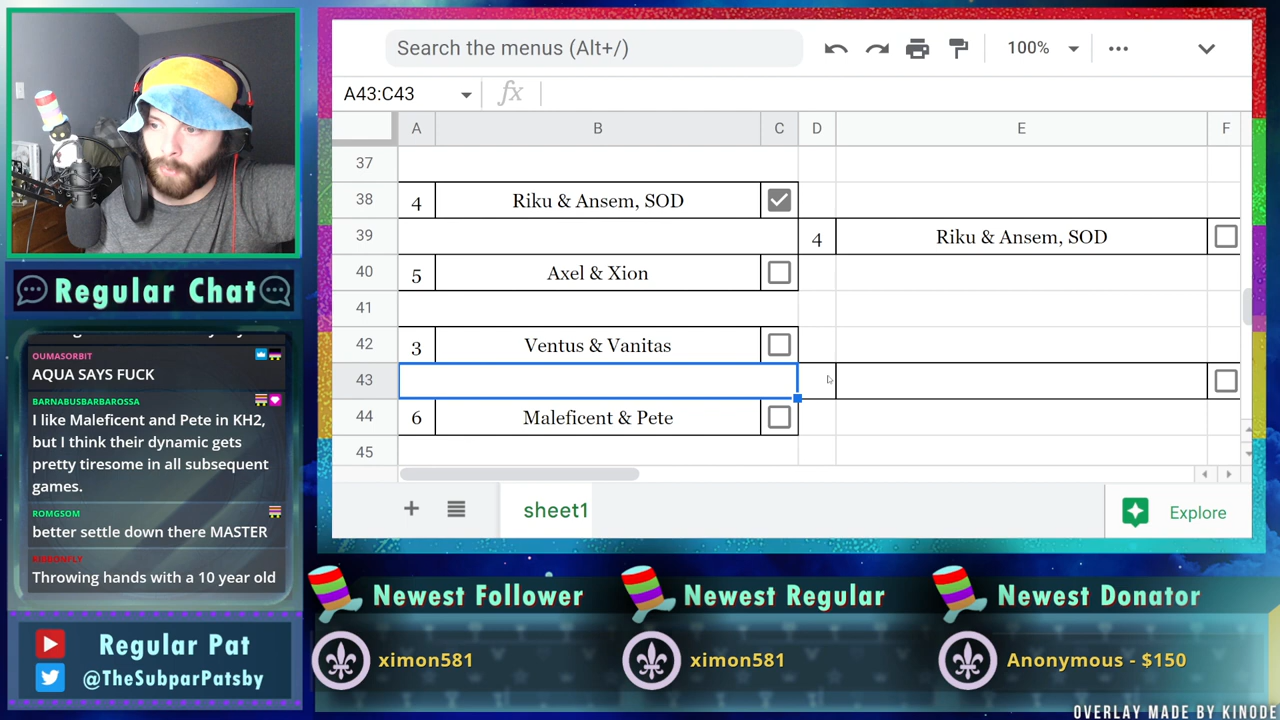 Search the menus (Alt+/)
100%
A43:C43
fx
A B C D E F
37
38 4 Riku & Ansem, SOD
39 4 Riku & Ansem, SOD
40 5 Axel & Xion
41
42 3 Ventus & Vanitas
43
44 6 Maleficent & Pete
45
sheet1
Explore
Regular Chat
OUMASORBIT
AQUA SAYS FUCK
BARNABUSBARBAROSSA
I like Maleficent and Pete in KH2,
but I think their dynamic gets
pretty tiresome in all subsequent
games.
ROMGSOM
better settle down there MASTER
Throwing hands with a 10 year old
Regular Pat
@TheSubparPatsby
Newest Follower
ximon581
Newest Regular
ximon581
Newest Donator
Anonymous - $150
OVERLAY MADE BY KINODE